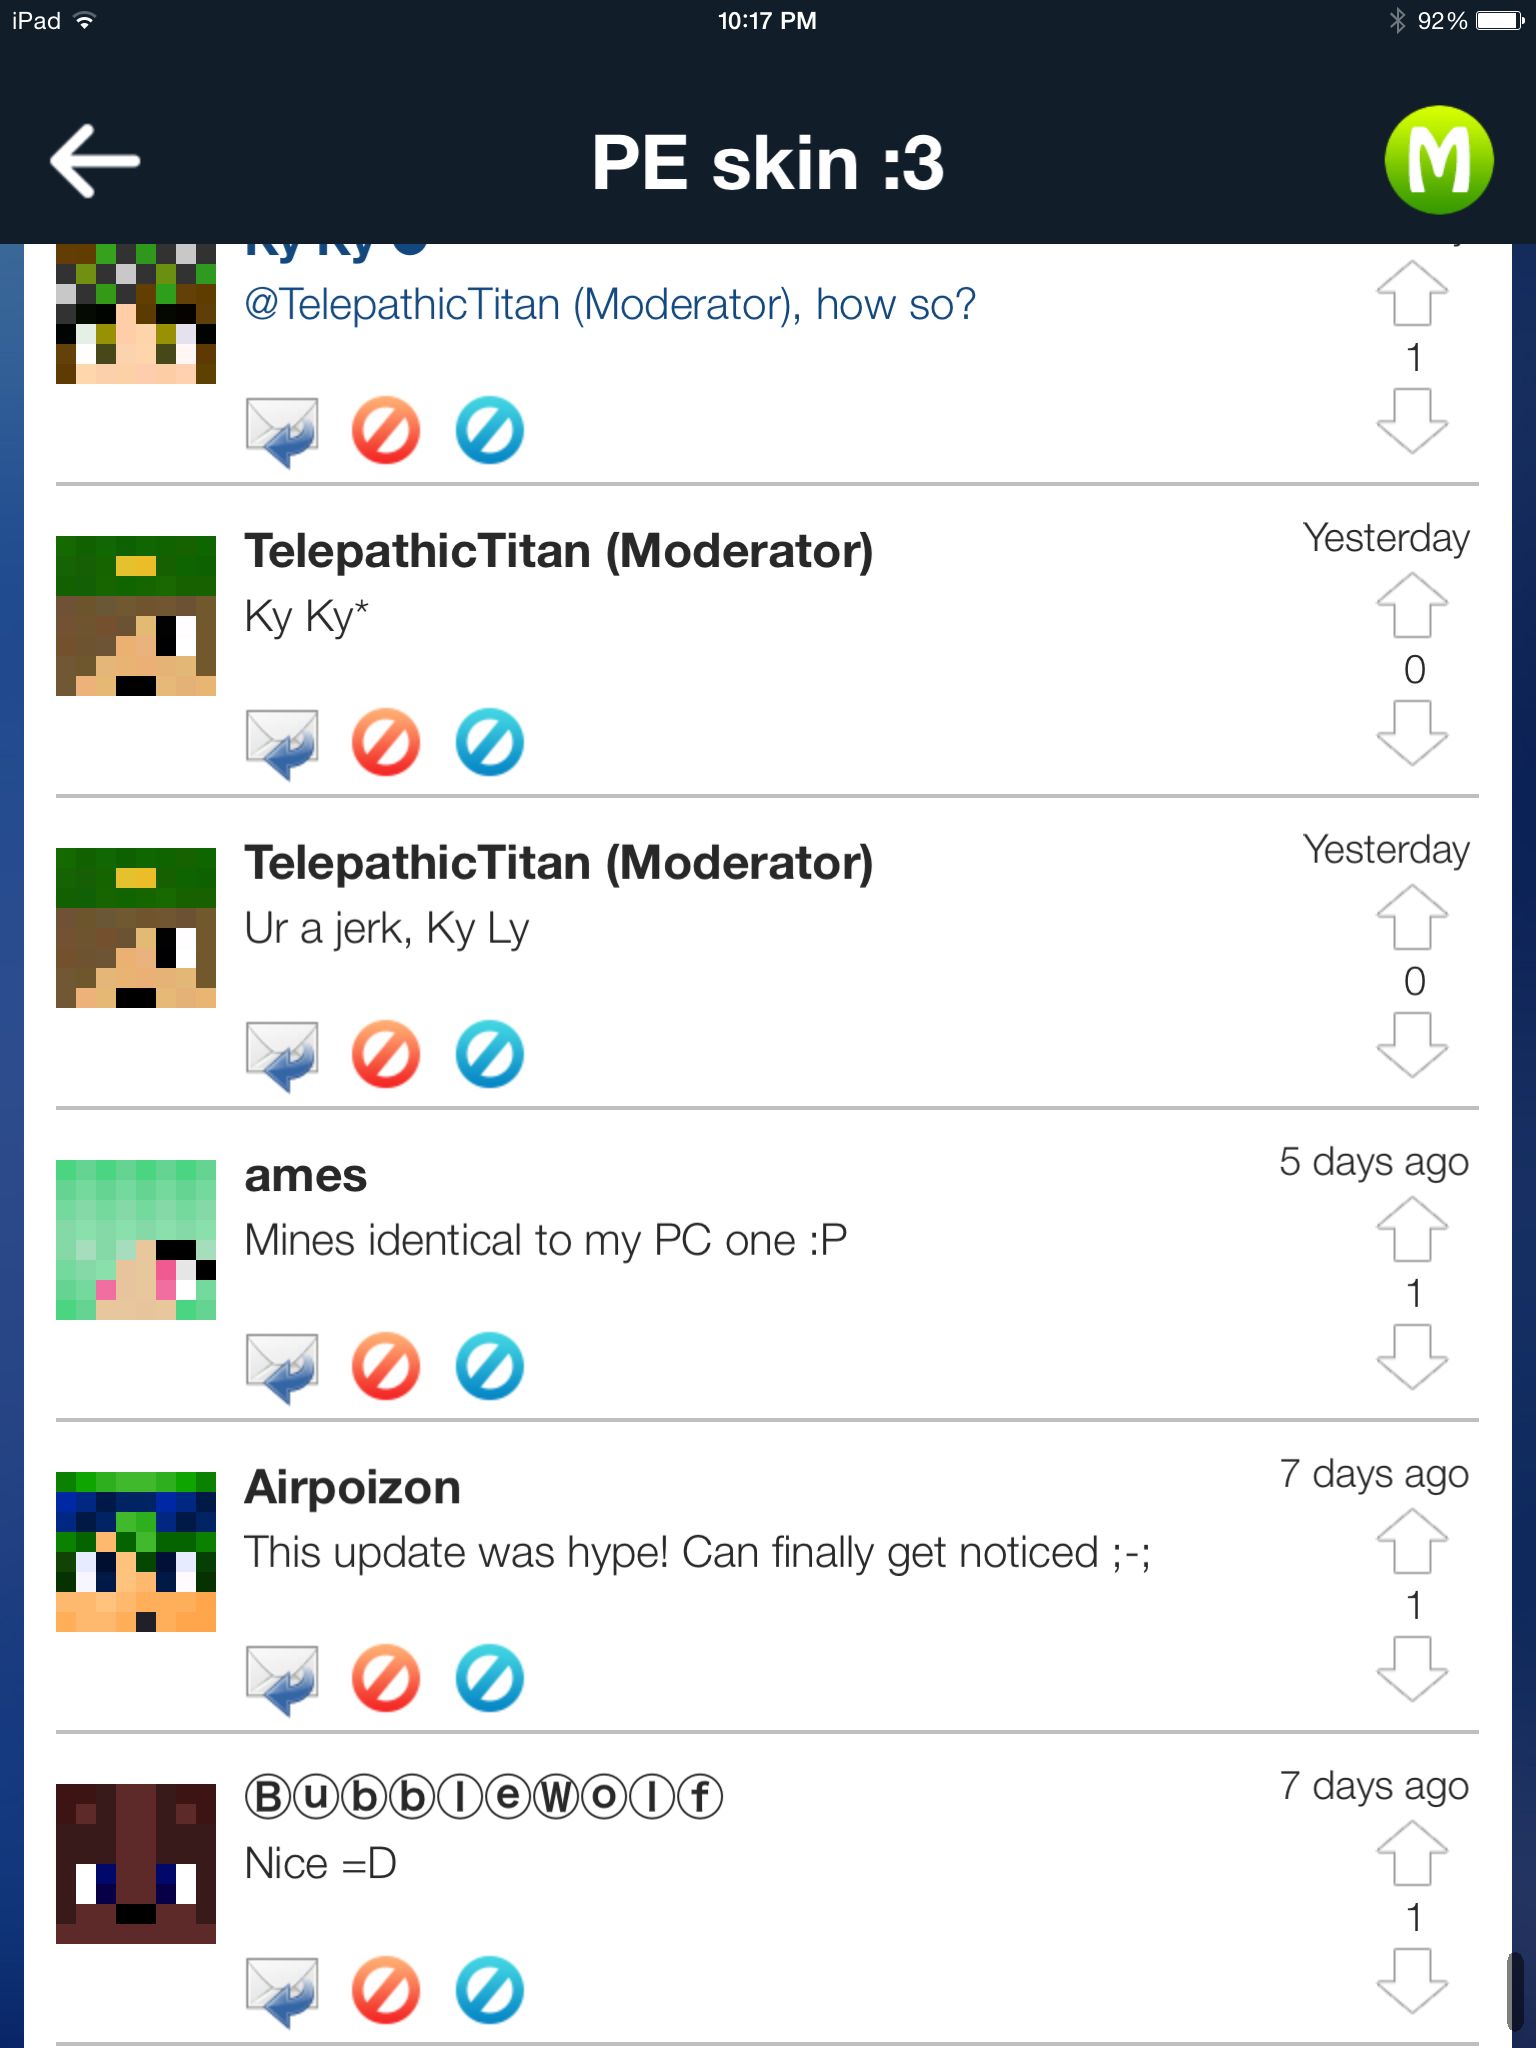 iPad
10:17 PM
92%
PE skin :3
M
Ky Ky
@TelepathicTitan (Moderator), how so?
1
TelepathicTitan (Moderator)
Yesterday
Ky Ky*
0
TelepathicTitan (Moderator)
Yesterday
Ur a jerk, Ky Ly
0
ames
5 days ago
Mines identical to my PC one :P
1
Airpoizon
7 days ago
This update was hype! Can finally get noticed ;-;
1
ⒷⓤⓑⓑⓛⓔⓌⓞⓛⓕ
7 days ago
Nice =D
1